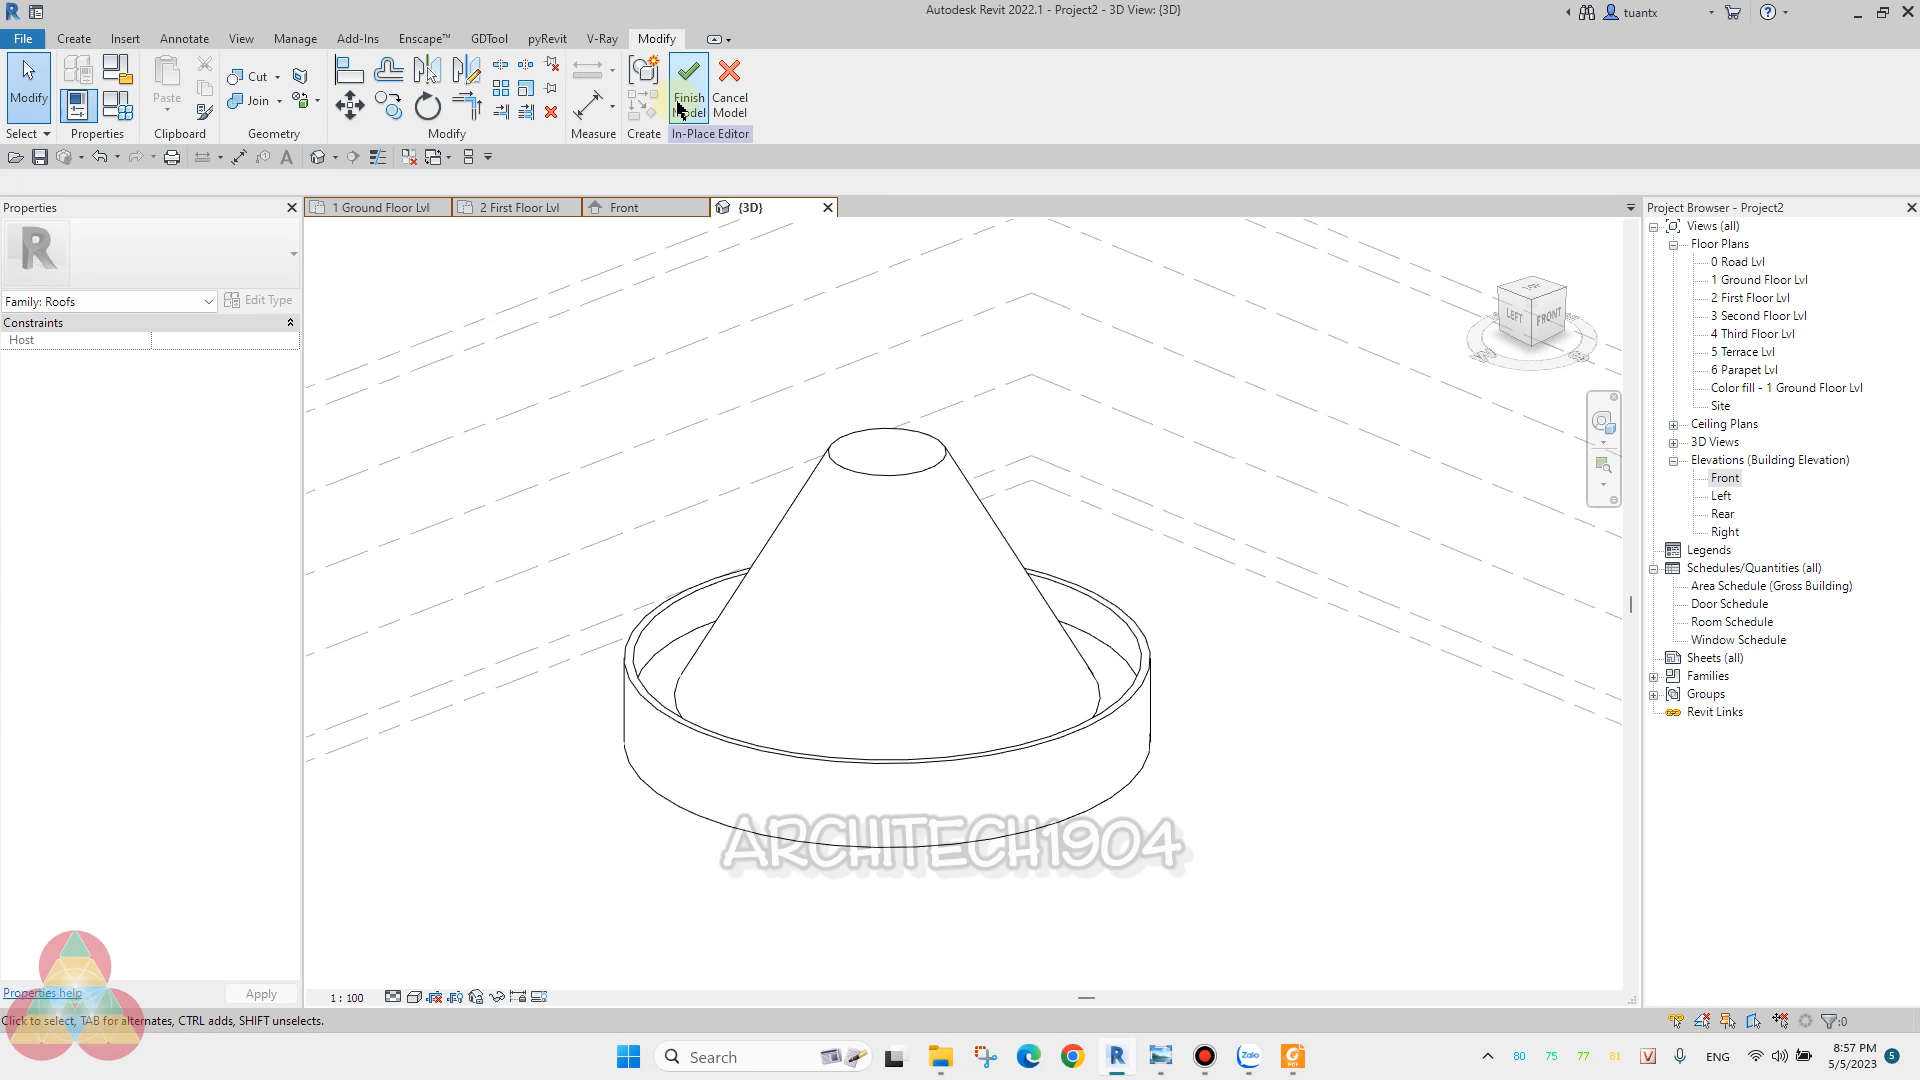 Autodesk Revit 2022.1 - Project2 - 3D View: {3D}
tuantx
File Create Insert Annotate View Manage Add-Ins Enscape™ GDTool pyRevit V-Ray Modify
Modify
Paste
Cut
Join
Finish Model
Cancel Model
Select Properties Clipboard Geometry Modify Measure Create In-Place Editor
Properties
1 Ground Floor Lvl
2 First Floor Lvl
Front
{3D}
Project Browser - Project2
R
Family: Roofs
Edit Type
Constraints
Host
LEFT
FRONT
Views (all)
Floor Plans
0 Road Lvl
1 Ground Floor Lvl
2 First Floor Lvl
3 Second Floor Lvl
4 Third Floor Lvl
5 Terrace Lvl
6 Parapet Lvl
Color fill - 1 Ground Floor Lvl
Site
Ceiling Plans
3D Views
Elevations (Building Elevation)
Front
Left
Rear
Right
Legends
Schedules/Quantities (all)
Area Schedule (Gross Building)
Door Schedule
Room Schedule
Window Schedule
Sheets (all)
Families
Groups
Revit Links
ARCHITECH1904
Properties help
Apply
1 : 100
Click to select, TAB for alternates, CTRL adds, SHIFT unselects.
:0
Search
Zalo
80 75 77 81
V
ENG
8:57 PM
5/5/2023
5